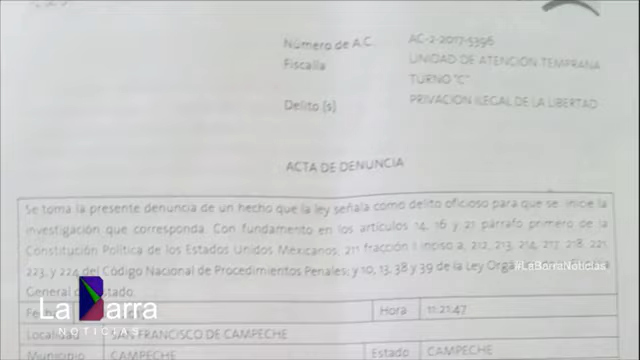 Número de A.C. AC-2-2017-5396
Fiscalía UNIDAD DE ATENCIÓN TEMPRANA
TURNO "C"
Delito (s) PRIVACION ILEGAL DE LA LIBERTAD
ACTA DE DENUNCIA
Se toma la presente denuncia de un hecho que la ley señala como delito oficioso para que se inicie la
investigación que corresponda. Con fundamento en los artículos 14, 16 y 21 párrafo primero de la
Constitución Política de los Estados Unidos Mexicanos, 211 fracción I inciso a, 212, 213, 214, 217, 218, 221,
223, y 224 del Código Nacional de Procedimientos Penales; y 10, 13, 38 y 39 de la Ley
#LaBarraNoticias
General
La Barra
NOTICIAS
Hora 11:21:47
Localidad SAN FRANCISCO DE CAMPECHE
Municipio CAMPECHE Estado CAMPECHE